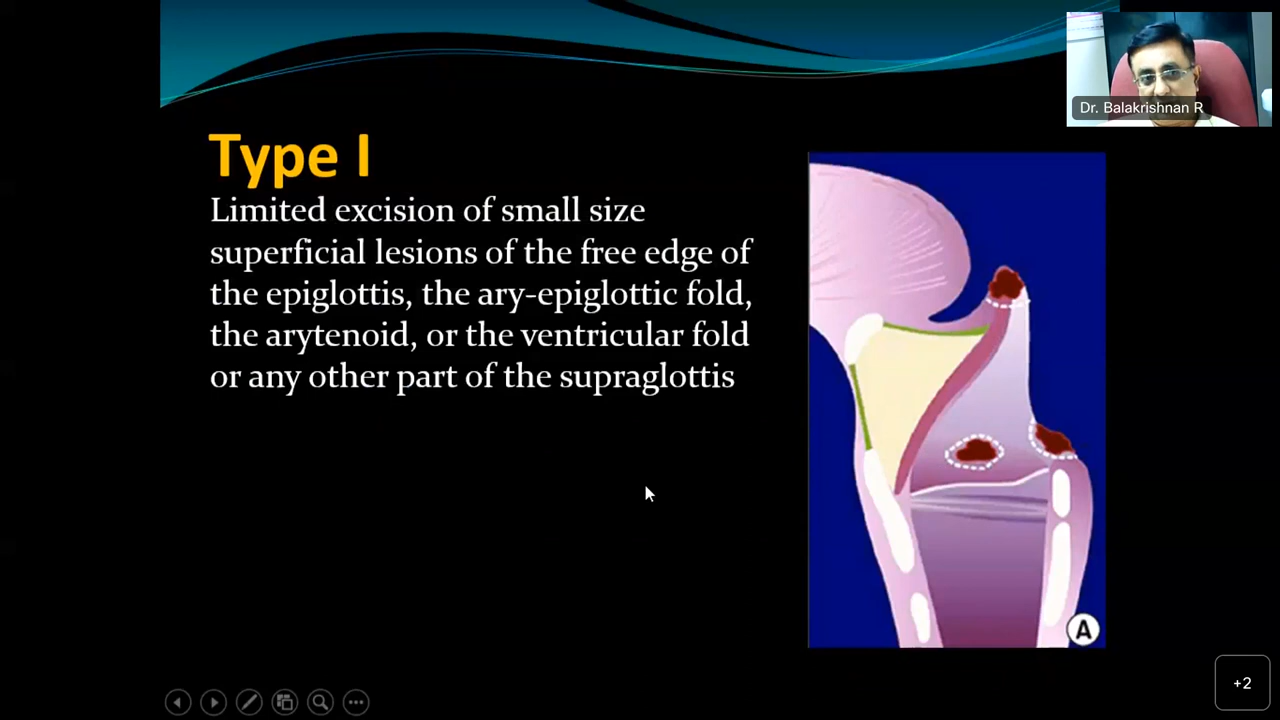 Dr. Balakrishnan R
Type I
Limited excision of small size
superficial lesions of the free edge of
the epiglottis, the ary-epiglottic fold,
the arytenoid, or the ventricular fold
or any other part of the supraglottis
A
+2